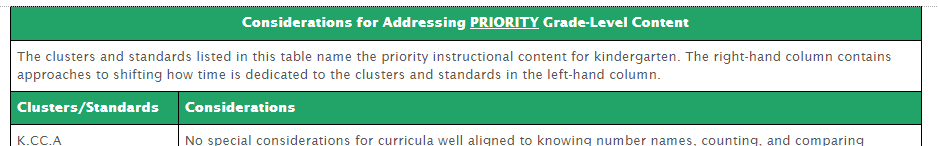 Considerations for Addressing PRIORITY Grade-Level Content
The clusters and standards listed in this table name the priority instructional content for kindergarten. The right-hand column contains
approaches to shifting how time is dedicated to the clusters and standards in the left-hand column.
Clusters/Standards Considerations
K.CC.A No special considerations for curricula well aligned to knowing number names, counting, and comparing